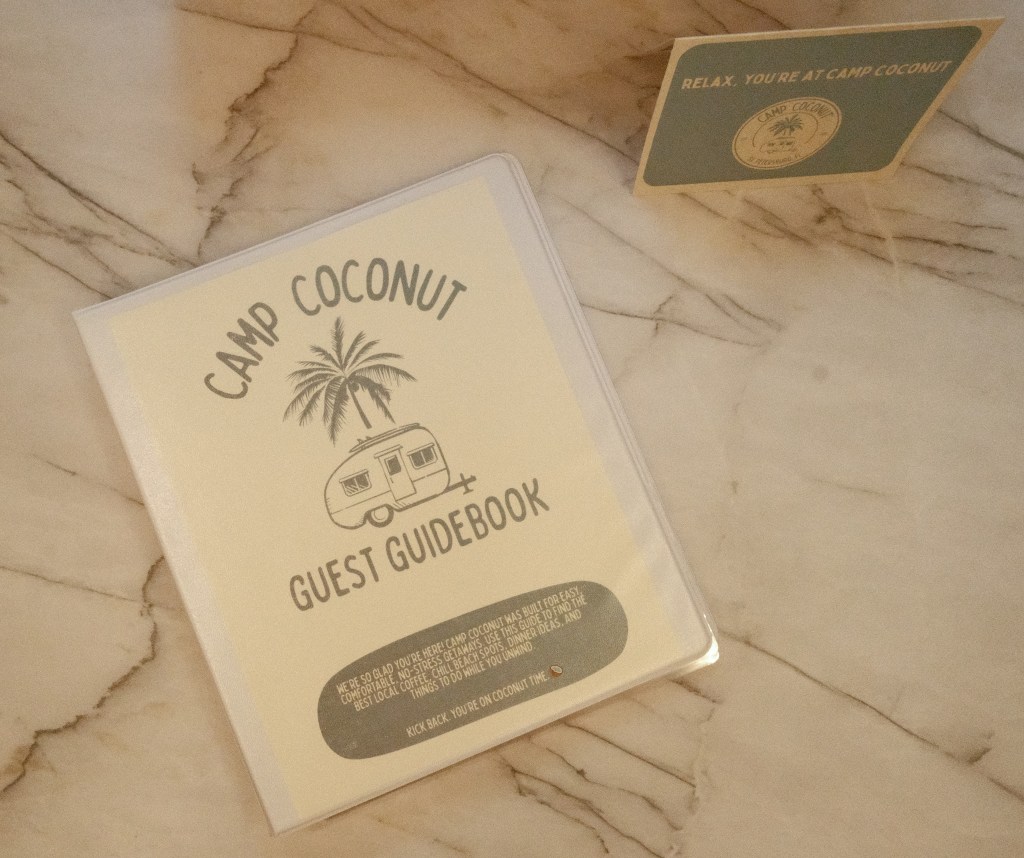 CAMP COCONUT
GUEST GUIDEBOOK
WE'RE SO GLAD YOU'RE HERE! CAMP COCONUT WAS BUILT FOR EASY,
COMFORTABLE, NO-STRESS GETAWAYS. USE THIS GUIDE TO FIND THE
BEST LOCAL COFFEE, CHILL BEACH SPOTS, DINNER IDEAS, AND
THINGS TO DO WHILE YOU UNWIND.
KICK BACK. YOU'RE ON COCONUT TIME.
RELAX, YOU'RE AT CAMP COCONUT
CAMP COCONUT